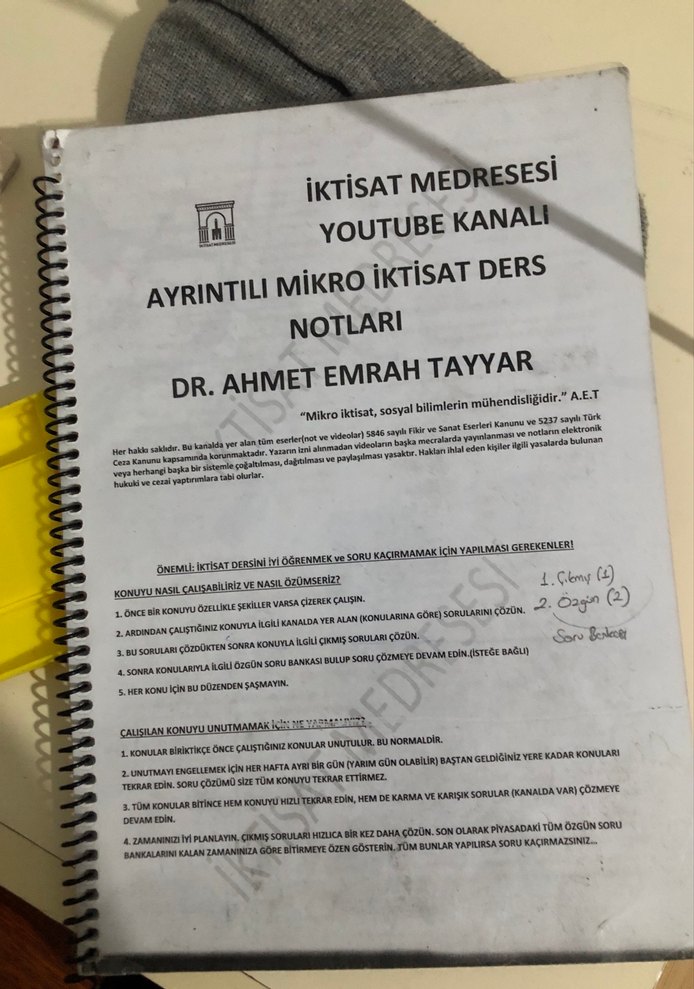 İKTİSAT MEDRESESİ
YOUTUBE KANALI
İKTİSAT MEDRESESİ
AYRINTILI MİKRO İKTİSAT DERS
NOTLARI
DR. AHMET EMRAH TAYYAR
“Mikro iktisat, sosyal bilimlerin mühendisliğidir.” A.E.T
Her hakkı saklıdır. Bu kanalda yer alan tüm eserler(not ve videolar) 5846 sayılı Fikir ve Sanat Eserleri Kanunu ve 5237 sayılı Türk
Ceza Kanunu kapsamında korunmaktadır. Yazarın izni alınmadan videoların başka mecralarda yayınlanması ve notların elektronik
veya herhangi başka bir sistemle çoğaltılması, dağıtılması ve paylaşılması yasaktır. Hakları ihlal eden kişiler ilgili yasalarda bulunan
hukuki ve cezai yaptırımlara tabi olurlar.
ÖNEMLİ: İKTİSAT DERSİNİ İYİ ÖĞRENMEK ve SORU KAÇIRMAMAK İÇİN YAPILMASI GEREKENLER!
KONUYU NASIL ÇALIŞABİLİRİZ VE NASIL ÖZÜMSERİZ?
1. ÖNCE BİR KONUYU ÖZELLİKLE ŞEKİLLER VARSA ÇİZEREK ÇALIŞIN.
2. ARDINDAN ÇALIŞTIĞINIZ KONUYLA İLGİLİ KANALDA YER ALAN (KONULARINA GÖRE) SORULARINI ÇÖZÜN.
3. BU SORULARI ÇÖZDÜKTEN SONRA KONUYLA İLGİLİ ÇIKMIŞ SORULARI ÇÖZÜN.
4. SONRA KONULARIYLA İLGİLİ ÖZGÜN SORU BANKASI BULUP SORU ÇÖZMEYE DEVAM EDİN.(İSTEĞE BAĞLI)
5. HER KONU İÇİN BU DÜZENDEN ŞAŞMAYIN.
1. Çıkmış (1)
2. Özgün (2)
Soru Bankası
ÇALIŞILAN KONUYU UNUTMAMAK İÇİN NE YAPMALIYIZ?
1. KONULAR BİRİKTİKÇE ÖNCE ÇALIŞTIĞINIZ KONULAR UNUTULUR. BU NORMALDİR.
2. UNUTMAYI ENGELLEMEK İÇİN HER HAFTA AYRI BİR GÜN (YARIM GÜN OLABİLİR) BAŞTAN GELDİĞİNİZ YERE KADAR KONULARI
TEKRAR EDİN. SORU ÇÖZÜMÜ SİZE TÜM KONUYU TEKRAR ETTİRMEZ.
3. TÜM KONULAR BİTİNCE HEM KONUYU HIZLI TEKRAR EDİN, HEM DE KARMA VE KARIŞIK SORULAR (KANALDA VAR) ÇÖZMEYE
DEVAM EDİN.
4. ZAMANINIZI İYİ PLANLAYIN. ÇIKMIŞ SORULARI HIZLICA BİR KEZ DAHA ÇÖZÜN. SON OLARAK PİYASADAKİ TÜM ÖZGÜN SORU
BANKALARINI KALAN ZAMANINIZA GÖRE BİTİRMEYE ÖZEN GÖSTERİN. TÜM BUNLAR YAPILIRSA SORU KAÇIRMAZSINIZ...
İKTİSAT MEDRESESİ
İKTİSAT MEDRESESİ